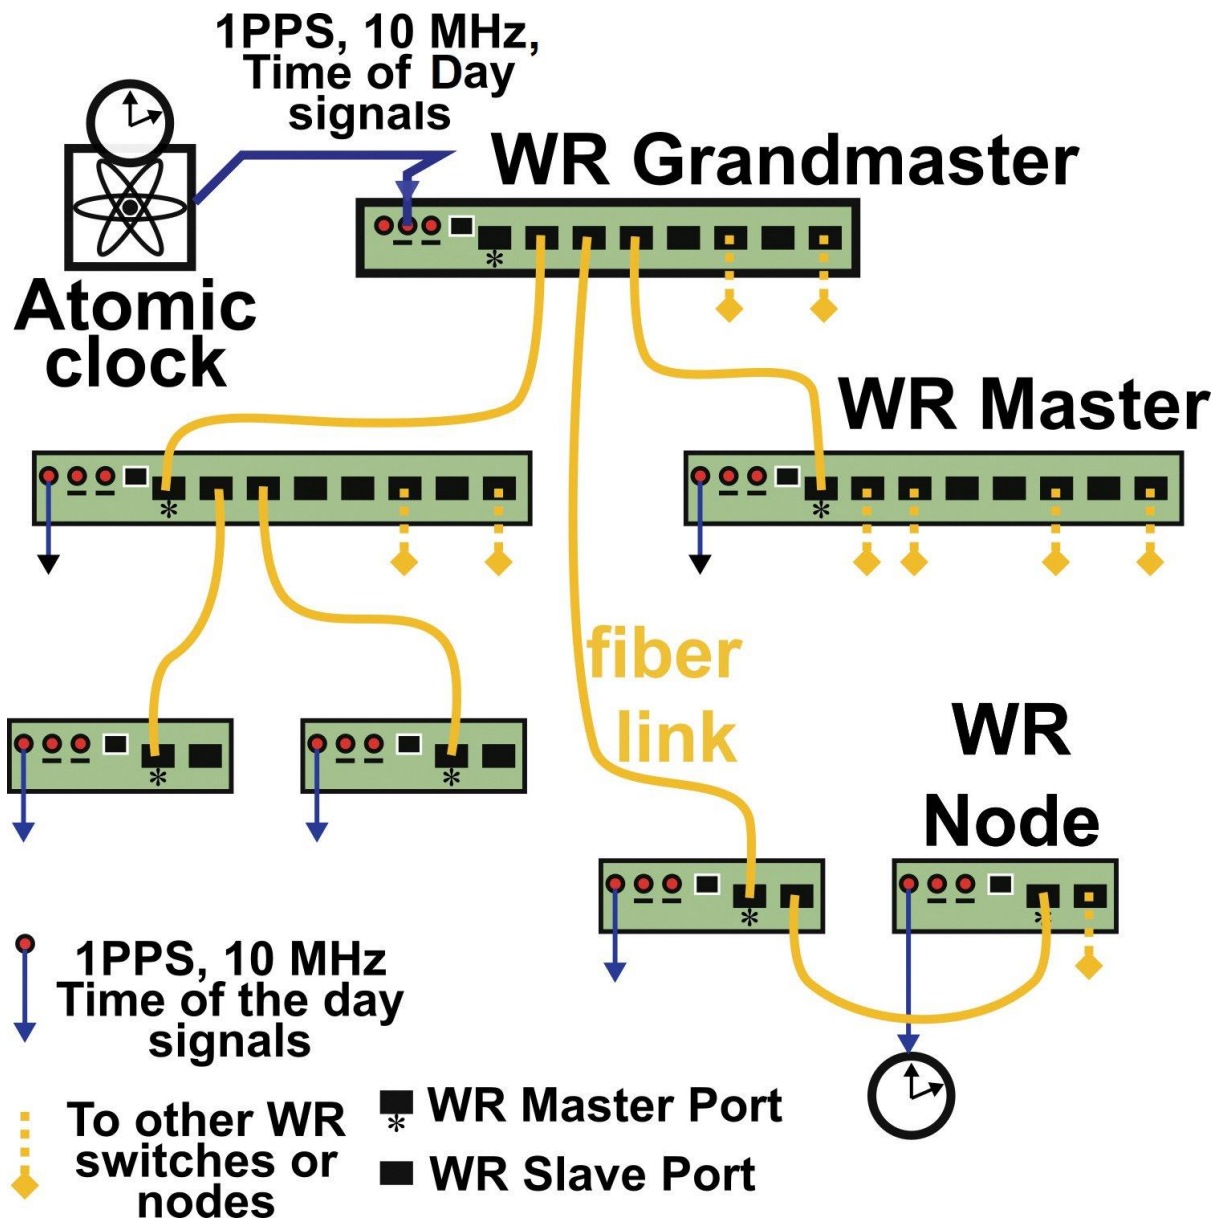 1PPS, 10 MHz,
Time of Day
signals
WR Grandmaster
Atomic
clock
WR Master
fiber
link
WR
Node
1PPS, 10 MHz
Time of the day
signals
To other WR
switches or
nodes
* WR Master Port
WR Slave Port